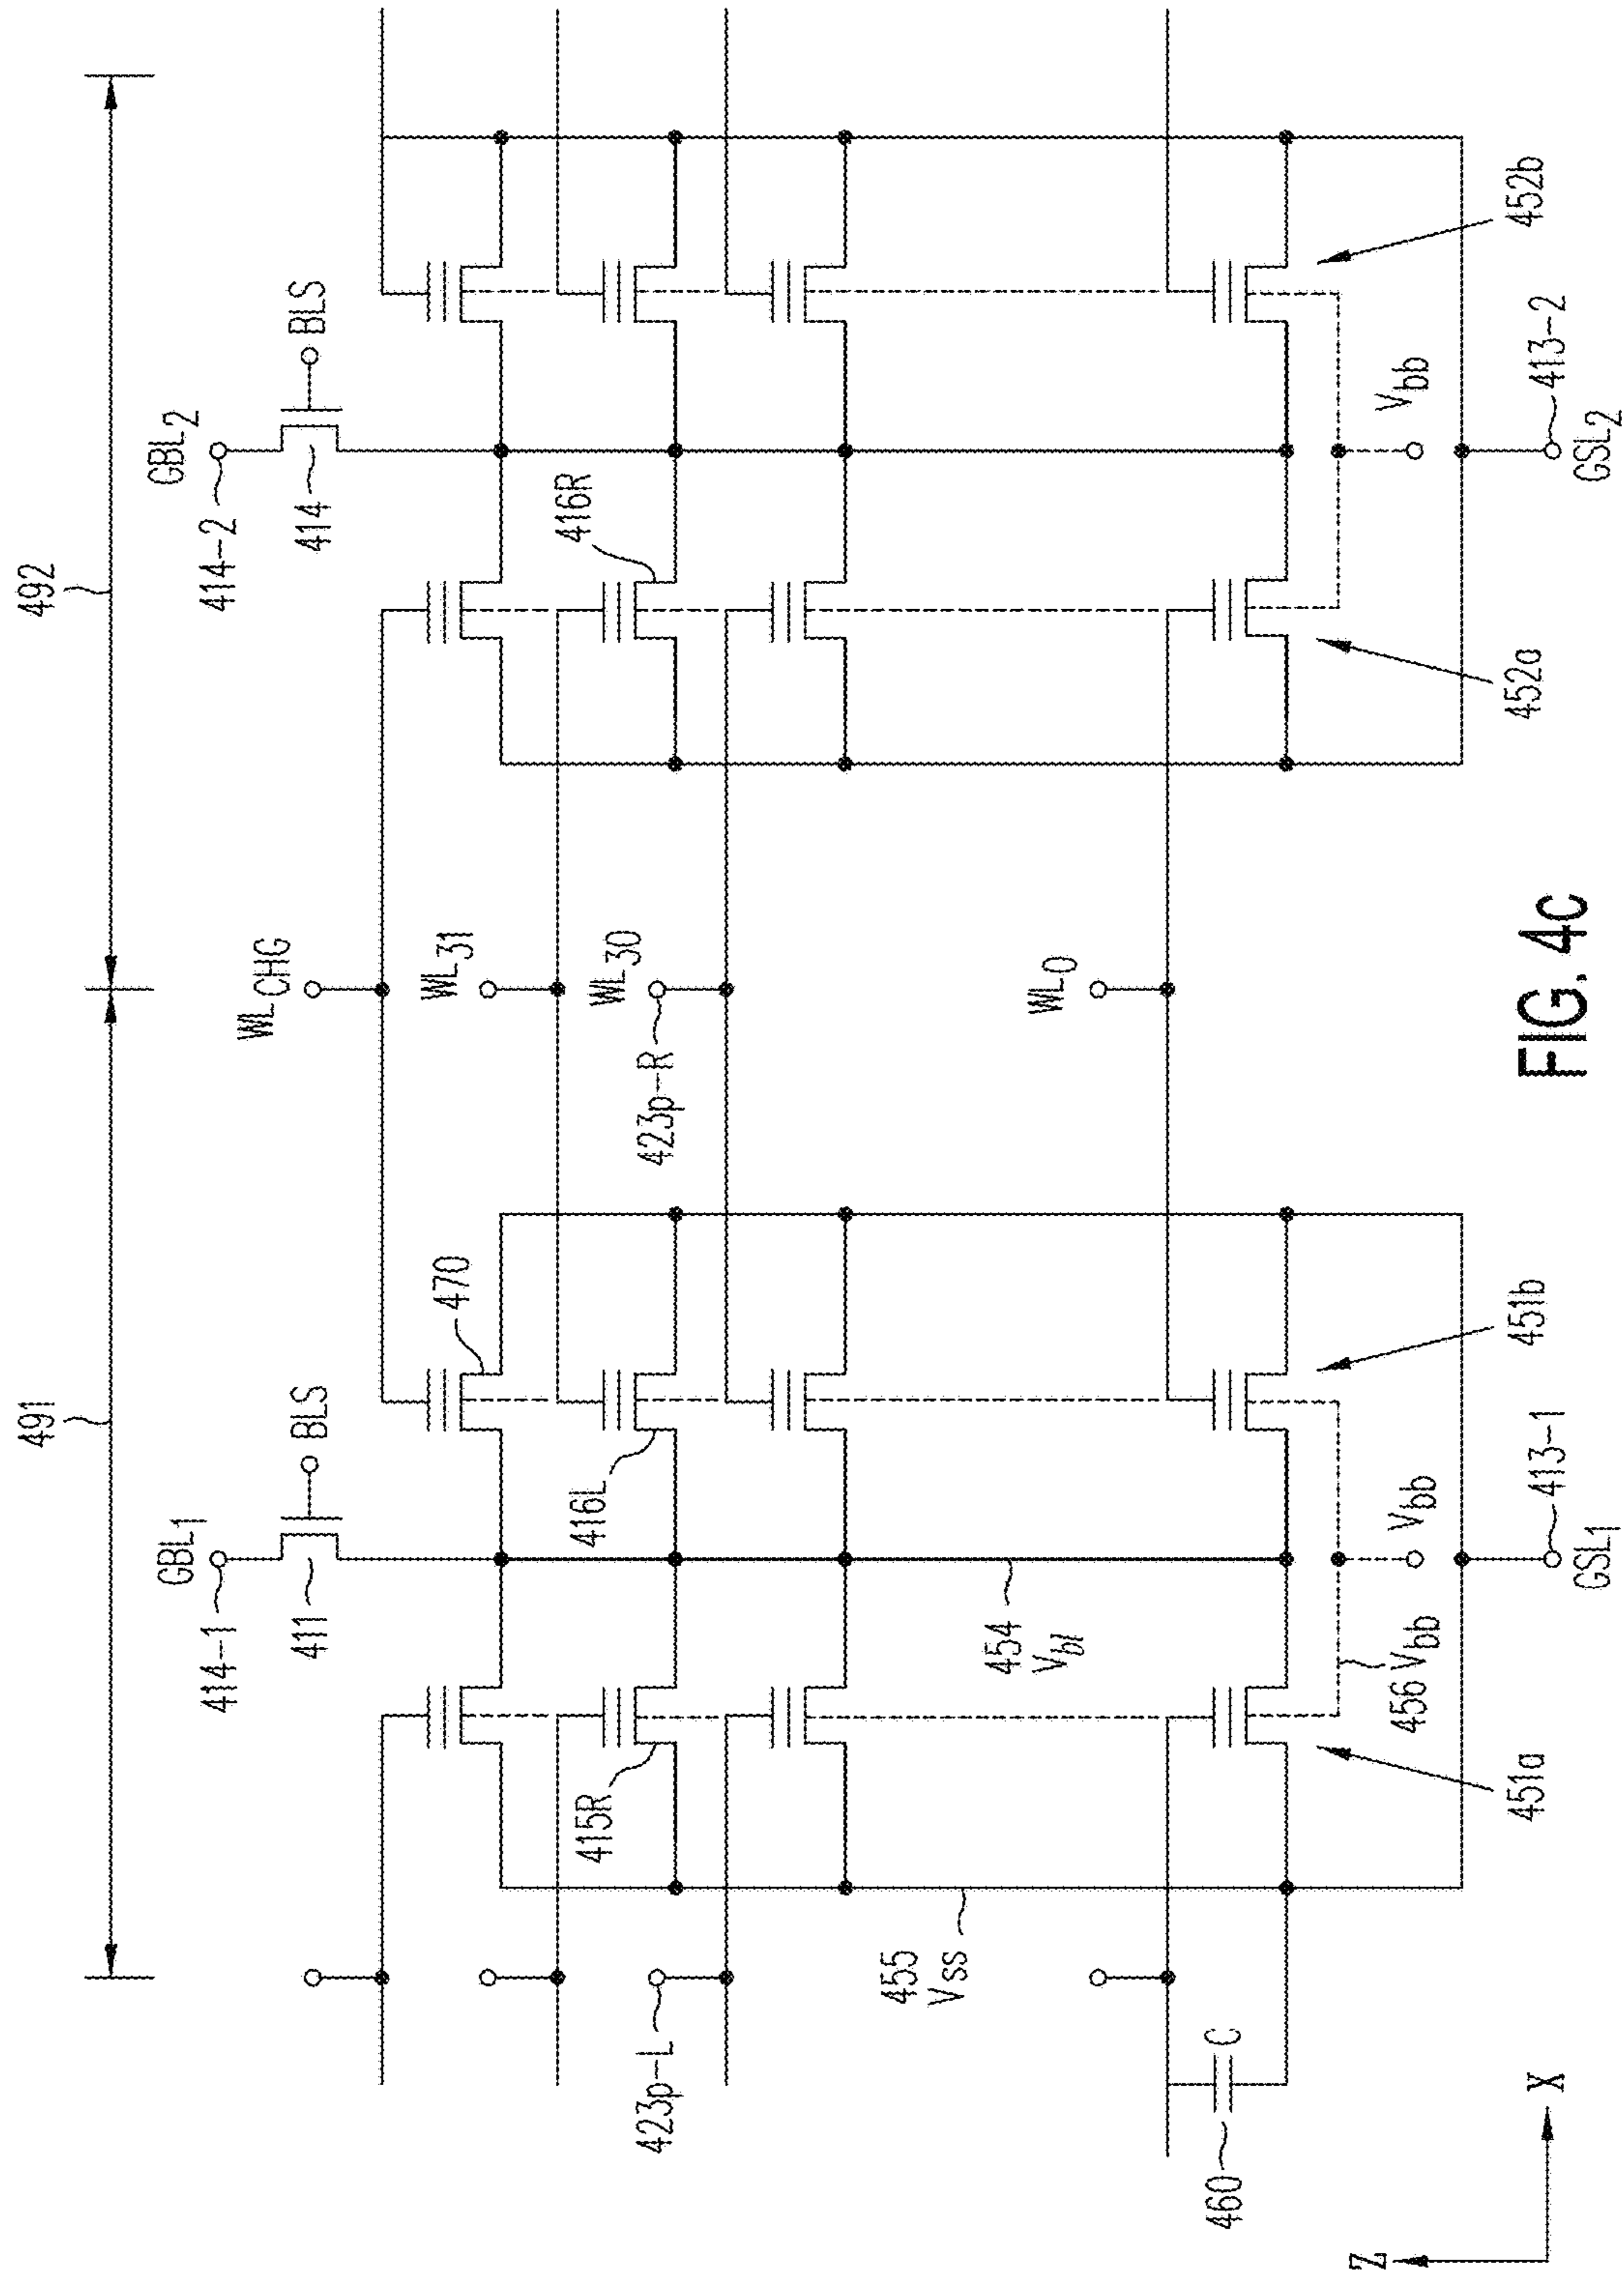 491
492
GBL1
GBL2
414-1
414-2
BLS
BLS
411
414
WLCHG
470
WL31
415R
416L
416R
WL30
423p-L
423p-R
455
Vss
454
Vbl
WL0
460
C
456 Vbb
Vbb
Vbb
451a
451b
452a
452b
413-1
413-2
GSL1
GSL2
Z
X
FIG. 4c